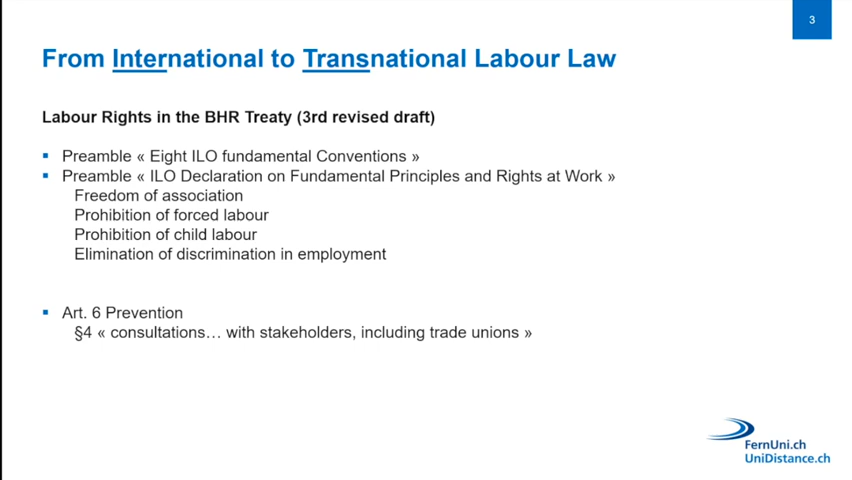 3
From International to Transnational Labour Law
Labour Rights in the BHR Treaty (3rd revised draft)
▪ Preamble « Eight ILO fundamental Conventions »
▪ Preamble « ILO Declaration on Fundamental Principles and Rights at Work »
Freedom of association
Prohibition of forced labour
Prohibition of child labour
Elimination of discrimination in employment
▪ Art. 6 Prevention
§4 « consultations… with stakeholders, including trade unions »
FernUni.ch
UniDistance.ch